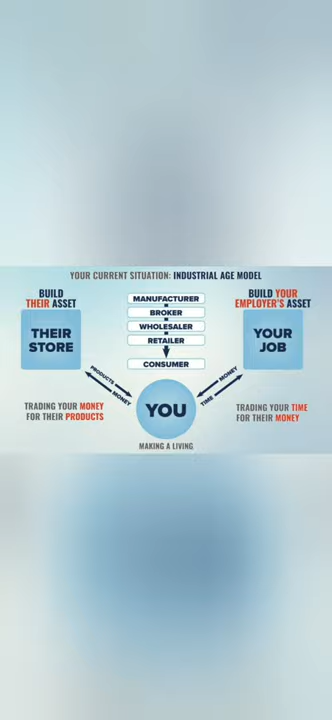 YOUR CURRENT SITUATION: INDUSTRIAL AGE MODEL
BUILD
THEIR ASSET
THEIR
STORE
MANUFACTURER
BROKER
WHOLESALER
RETAILER
CONSUMER
BUILD YOUR
EMPLOYER'S ASSET
YOUR
JOB
PRODUCTS
MONEY
MONEY
TIME
YOU
TRADING YOUR MONEY
FOR THEIR PRODUCTS
TRADING YOUR TIME
FOR THEIR MONEY
MAKING A LIVING